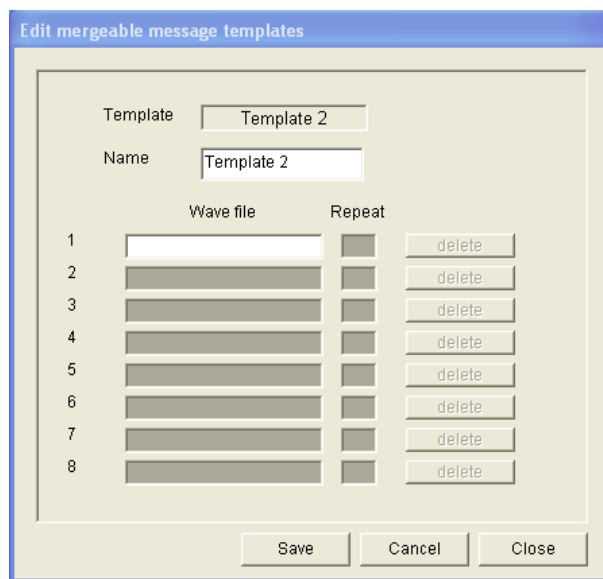 Edit mergeable message templates
Template Template 2
Name Template 2
Wave file Repeat
1 delete
2 delete
3 delete
4 delete
5 delete
6 delete
7 delete
8 delete
Save Cancel Close